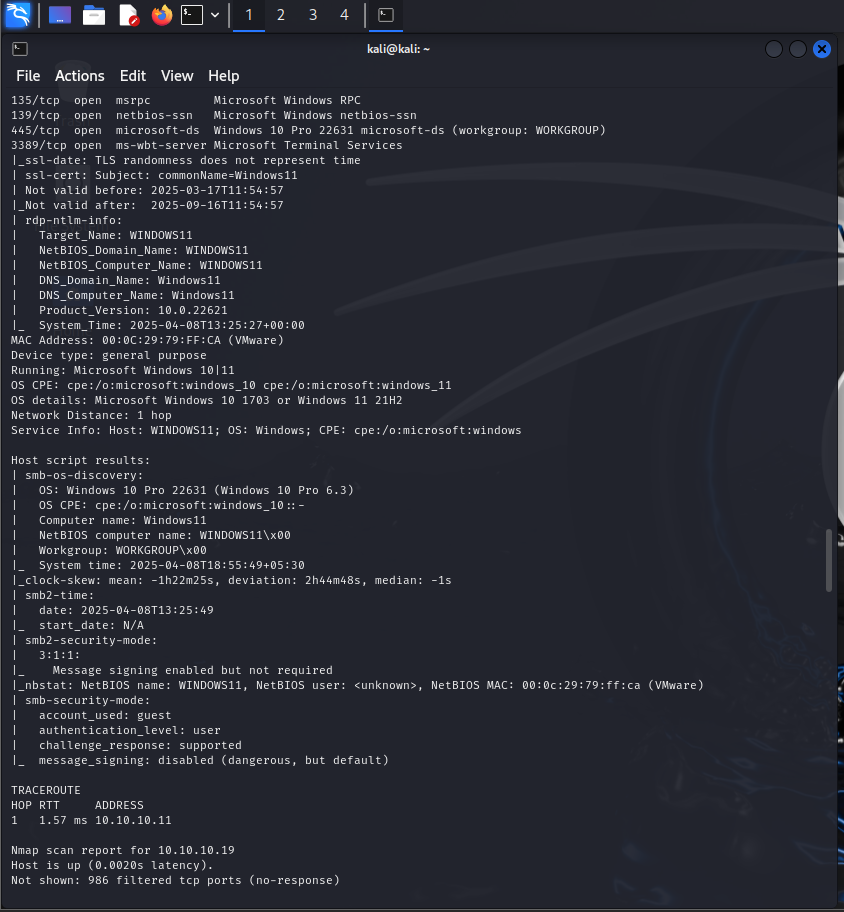 1 2 3 4
kali@kali: ~
File Actions Edit View Help
135/tcp  open  msrpc         Microsoft Windows RPC
139/tcp  open  netbios-ssn   Microsoft Windows netbios-ssn
445/tcp  open  microsoft-ds  Windows 10 Pro 22631 microsoft-ds (workgroup: WORKGROUP)
3389/tcp open  ms-wbt-server Microsoft Terminal Services
|_ssl-date: TLS randomness does not represent time
| ssl-cert: Subject: commonName=Windows11
| Not valid before: 2025-03-17T11:54:57
|_Not valid after:  2025-09-16T11:54:57
| rdp-ntlm-info:
|   Target_Name: WINDOWS11
|   NetBIOS_Domain_Name: WINDOWS11
|   NetBIOS_Computer_Name: WINDOWS11
|   DNS_Domain_Name: Windows11
|   DNS_Computer_Name: Windows11
|   Product_Version: 10.0.22621
|_  System_Time: 2025-04-08T13:25:27+00:00
MAC Address: 00:0C:29:79:FF:CA (VMware)
Device type: general purpose
Running: Microsoft Windows 10|11
OS CPE: cpe:/o:microsoft:windows_10 cpe:/o:microsoft:windows_11
OS details: Microsoft Windows 10 1703 or Windows 11 21H2
Network Distance: 1 hop
Service Info: Host: WINDOWS11; OS: Windows; CPE: cpe:/o:microsoft:windows

Host script results:
| smb-os-discovery:
|   OS: Windows 10 Pro 22631 (Windows 10 Pro 6.3)
|   OS CPE: cpe:/o:microsoft:windows_10::-
|   Computer name: Windows11
|   NetBIOS computer name: WINDOWS11\x00
|   Workgroup: WORKGROUP\x00
|_  System time: 2025-04-08T18:55:49+05:30
|_clock-skew: mean: -1h22m25s, deviation: 2h44m48s, median: -1s
| smb2-time:
|   date: 2025-04-08T13:25:49
|_  start_date: N/A
| smb2-security-mode:
|   3:1:1:
|_    Message signing enabled but not required
|_nbstat: NetBIOS name: WINDOWS11, NetBIOS user: <unknown>, NetBIOS MAC: 00:0c:29:79:ff:ca (VMware)
| smb-security-mode:
|   account_used: guest
|   authentication_level: user
|   challenge_response: supported
|_  message_signing: disabled (dangerous, but default)

TRACEROUTE
HOP RTT     ADDRESS
1   1.57 ms 10.10.10.11

Nmap scan report for 10.10.10.19
Host is up (0.0020s latency).
Not shown: 986 filtered tcp ports (no-response)